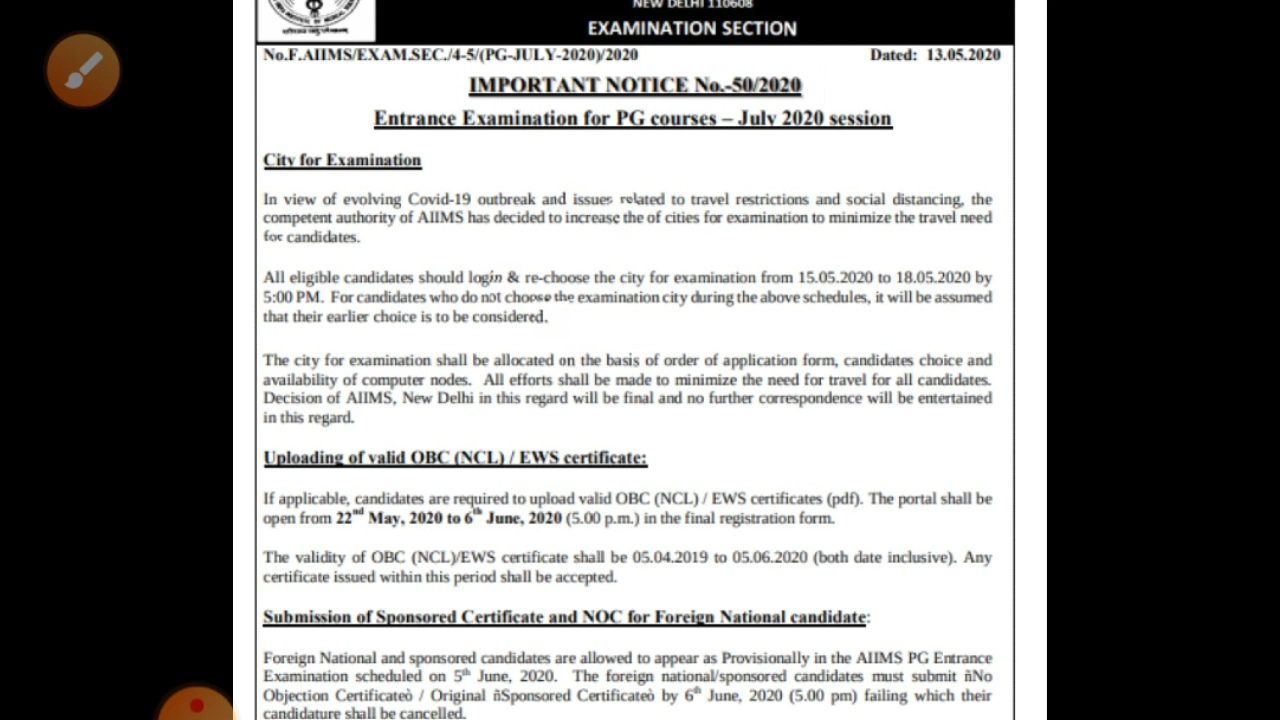 NEW DELHI 110608
EXAMINATION SECTION
No.F.AIIMS/EXAM.SEC./4-5/(PG-JULY-2020)/2020 Dated: 13.05.2020
IMPORTANT NOTICE No.-50/2020
Entrance Examination for PG courses – July 2020 session
City for Examination
In view of evolving Covid-19 outbreak and issues related to travel restrictions and social distancing, the
competent authority of AIIMS has decided to increase the of cities for examination to minimize the travel need
for candidates.
All eligible candidates should login & re-choose the city for examination from 15.05.2020 to 18.05.2020 by
5:00 PM. For candidates who do not choose the examination city during the above schedules, it will be assumed
that their earlier choice is to be considered.
The city for examination shall be allocated on the basis of order of application form, candidates choice and
availability of computer nodes. All efforts shall be made to minimize the need for travel for all candidates.
Decision of AIIMS, New Delhi in this regard will be final and no further correspondence will be entertained
in this regard.
Uploading of valid OBC (NCL) / EWS certificate:
If applicable, candidates are required to upload valid OBC (NCL) / EWS certificates (pdf). The portal shall be
open from 22nd May, 2020 to 6th June, 2020 (5.00 p.m.) in the final registration form.
The validity of OBC (NCL)/EWS certificate shall be 05.04.2019 to 05.06.2020 (both date inclusive). Any
certificate issued within this period shall be accepted.
Submission of Sponsored Certificate and NOC for Foreign National candidate:
Foreign National and sponsored candidates are allowed to appear as Provisionally in the AIIMS PG Entrance
Examination scheduled on 5th June, 2020. The foreign national/sponsored candidates must submit ñNo
Objection Certificateò / Original ñSponsored Certificateò by 6th June, 2020 (5.00 pm) failing which their
candidature shall be cancelled.